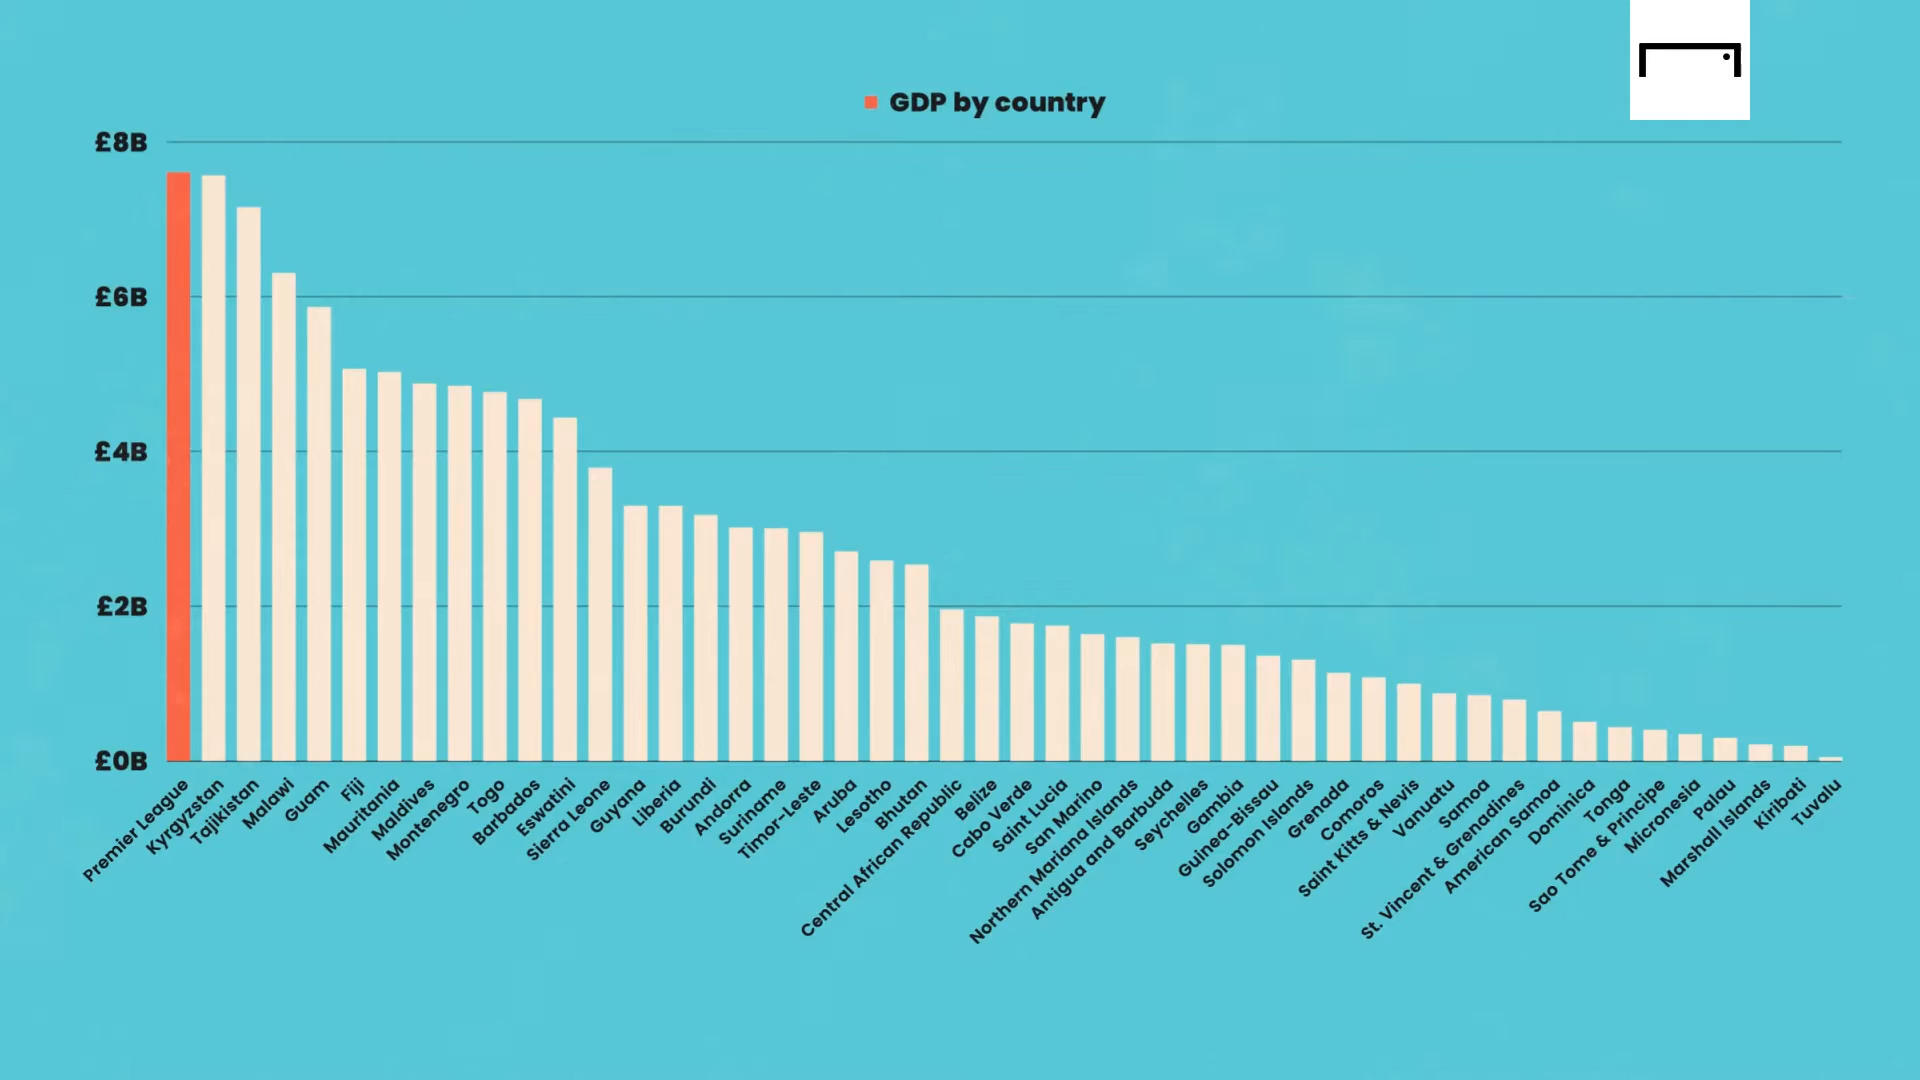 GDP by country
£8B
£6B
£4B
£2B
£0B
Premier League
Kyrgyzstan
Tajikistan
Malawi
Guam
Fiji
Mauritania
Maldives
Montenegro
Togo
Barbados
Eswatini
Sierra Leone
Guyana
Liberia
Burundi
Andorra
Suriname
Timor-Leste
Aruba
Lesotho
Bhutan
Central African Republic
Belize
Cabo Verde
Saint Lucia
San Marino
Northern Mariana Islands
Antigua and Barbuda
Seychelles
Gambia
Guinea-Bissau
Solomon Islands
Grenada
Comoros
Saint Kitts & Nevis
Vanuatu
Samoa
St. Vincent & Grenadines
American Samoa
Dominica
Tonga
Sao Tome & Principe
Micronesia
Palau
Marshall Islands
Kiribati
Tuvalu